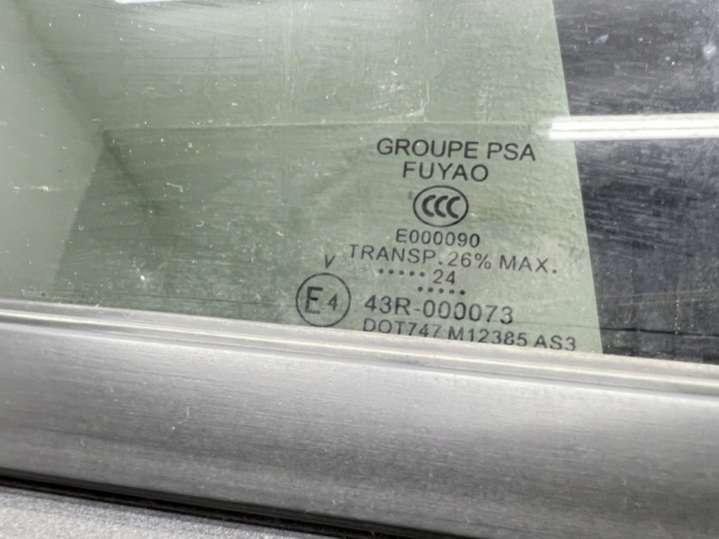 GROUPE PSA
FUYAO
CCC
E000090
V TRANSP. 26% MAX.
••••• 24
•••••
E4 43R-000073
DOT747 M12385 AS3